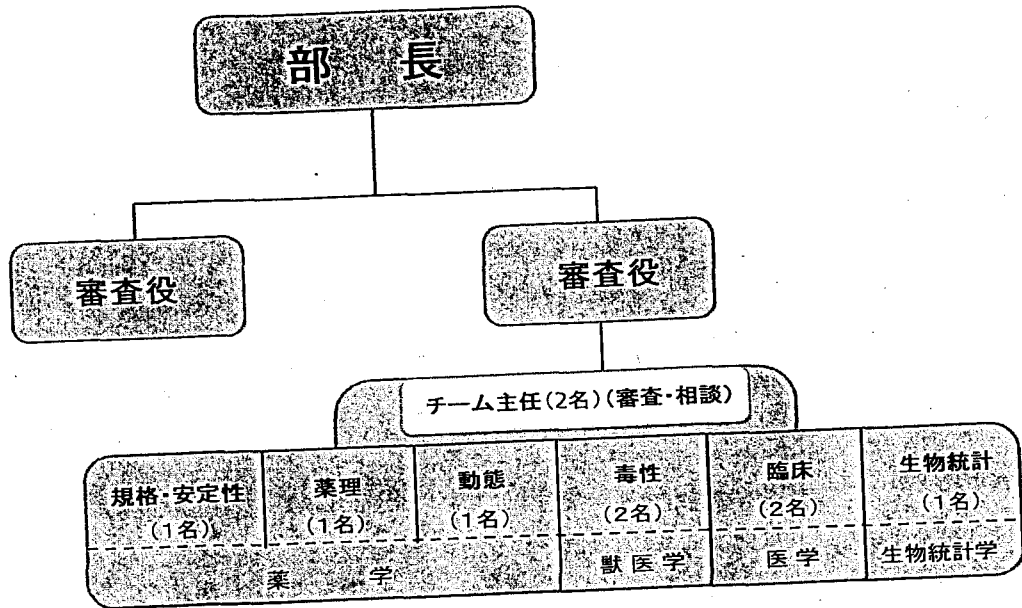 部　長
審査役
審査役
チーム主任(2名)(審査・相談)
規格・安定性
(1名)
薬理
(1名)
動態
(1名)
毒性
(2名)
臨床
(2名)
生物統計
(1名)
薬　学
獣医学
医学
生物統計学